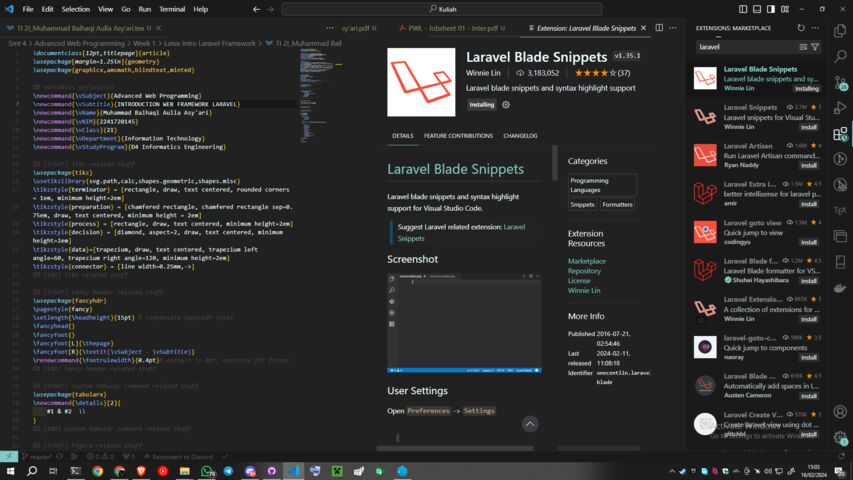 File Edit Selection View Go Run Terminal Help
Kuliah
TI 2I_Muhammad Baihaqi Aulia Asy'ari.tex U
sy'ari.pdf U
PWL - Jobsheet 01 - Inter.pdf U
Extension: Laravel Blade Snippets
Smt 4 > Advanced Web Programming > Week 1 > Latex Intro Laravel Framework > TI 2I_Muhammad Bai
\documentclass[12pt,titlepage]{article}
\usepackage[margin=1.25in]{geometry}
\usepackage{graphicx,amsmath,blindtext,minted}
%% Variables definition
\newcommand{\vSubject}{Advanced Web Programming}
\newcommand{\vSubtitle}{INTRODUCTION WEB FRAMEWORK LARAVEL}
\newcommand{\vName}{Muhammad Baihaqi Aulia Asy'ari}
\newcommand{\vNIM}{2241720145}
\newcommand{\vClass}{2I}
\newcommand{\vDepartment}{Information Technology}
\newcommand{\vStudyProgram}{D4 Informatics Engineering}
%% [START] Tikz related stuff
\usepackage{tikz}
\usetikzlibrary{svg.path,calc,shapes.geometric,shapes.misc}
\tikzstyle{terminator} = [rectangle, draw, text centered, rounded corners
= 1em, minimum height=2em]
\tikzstyle{preparation} = [chamfered rectangle, chamfered rectangle sep=0.
75em, draw, text centered, minimum height = 2em]
\tikzstyle{process} = [rectangle, draw, text centered, minimum height=2em]
\tikzstyle{decision} = [diamond, aspect=2, draw, text centered, minimum
height=2em]
\tikzstyle{data}=[trapezium, draw, text centered, trapezium left
angle=60, trapezium right angle=120, minimum height=2em]
\tikzstyle{connector} = [line width=0.25mm,->]
%% [END] Tikz related stuff
%% [START] Fancy header related stuff
\usepackage{fancyhdr}
\pagestyle{fancy}
\setlength{\headheight}{15pt} % compensate fancyhdr style
\fancyhead{}
\fancyfoot{}
\fancyfoot[L]{\thepage}
\fancyfoot[R]{\textit{\vSubject - \vSubtitle}}
\renewcommand{\footrulewidth}{0.4pt}% default is 0pt, overline for footer
%% [END] Fancy header related stuff
%% [START] Custom tabular command related stuff
\usepackage{tabularx}
\newcommand{\details}[2]{
#1 & #2 \\
}
%% [END] Custom tabular command related stuff
%% [START] Figure related stuff
Laravel Blade Snippets v1.35.1
Winnie Lin 3,183,052 (37)
Laravel blade snippets and syntax highlight support
Installing
DETAILS FEATURE CONTRIBUTIONS CHANGELOG
Laravel Blade Snippets
Laravel blade snippets and syntax highlight
support for Visual Studio Code.
Suggest Laravel related extension: Laravel
Snippets
Screenshot
User Settings
Open Preferences -> Settings
Categories
Programming
Languages
Snippets Formatters
Extension
Resources
Marketplace
Repository
License
Winnie Lin
More Info
Published 2016-07-21,
02:54:46
Last 2024-02-11,
released 11:08:18
Identifier onecentlin.larave
blade
EXTENSIONS: MARKETPLACE
laravel
Laravel Blade Snippets
Laravel blade snippets and sy...
Winnie Lin Installing
Laravel Snippets 2.1M 5
Laravel snippets for Visual Stu...
Winnie Lin Install
Laravel Artisan 1.6M 4
Run Laravel Artisan command...
Ryan Naddy Install
Laravel Extra I... 1.5M 4.5
better intellisense for laravel p...
amir Install
Laravel goto view 1.5M 4
Quick jump to view
codingyu Install
Laravel Blade f... 1.2M
Laravel Blade formatter for VS...
Shuhei Hayashibara Install
Laravel Extension... 865K 5
A collection of extensions for ...
Winnie Lin Install
laravel-goto-c... 599K 3.5
Quick jump to components
naoray Install
Laravel Blade ... 4.5
Automatically add spaces in L...
Austen Cameron Install
Laravel Create V... 570K 5
Create blade view using dot ...
glitchbl Install
Activate Windows
Go to Settings to activate Windows.
master* 0 0 0 Reconnect to Discord
15:03
16/02/2024